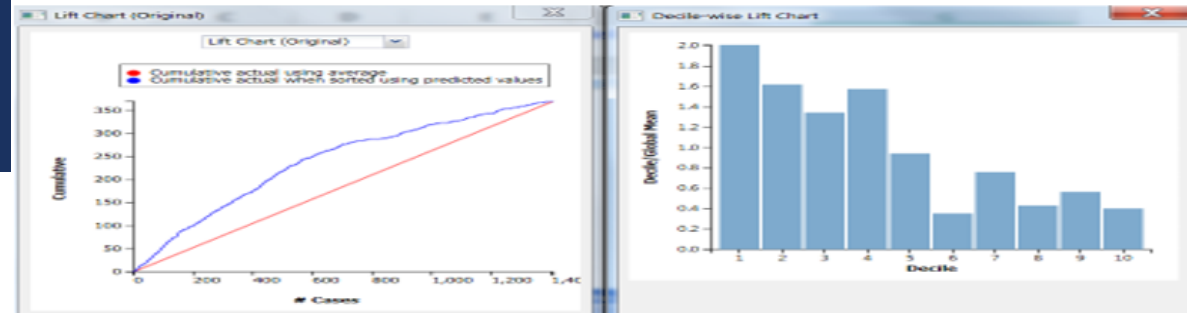 Lift Chart (Original)
Lift Chart (Original)
Cumulative actual using average
Cumulative actual when sorted using predicted values
Cumulative
350
300
250
200
150
100
50
0
0 200 400 600 800 1,000 1,200 1,40
# Cases
Decile-wise Lift Chart
Decile/Global Mean
2.0
1.8
1.6
1.4
1.2
1.0
0.8
0.6
0.4
0.2
0.0
1 2 3 4 5 6 7 8 9 10
Decile